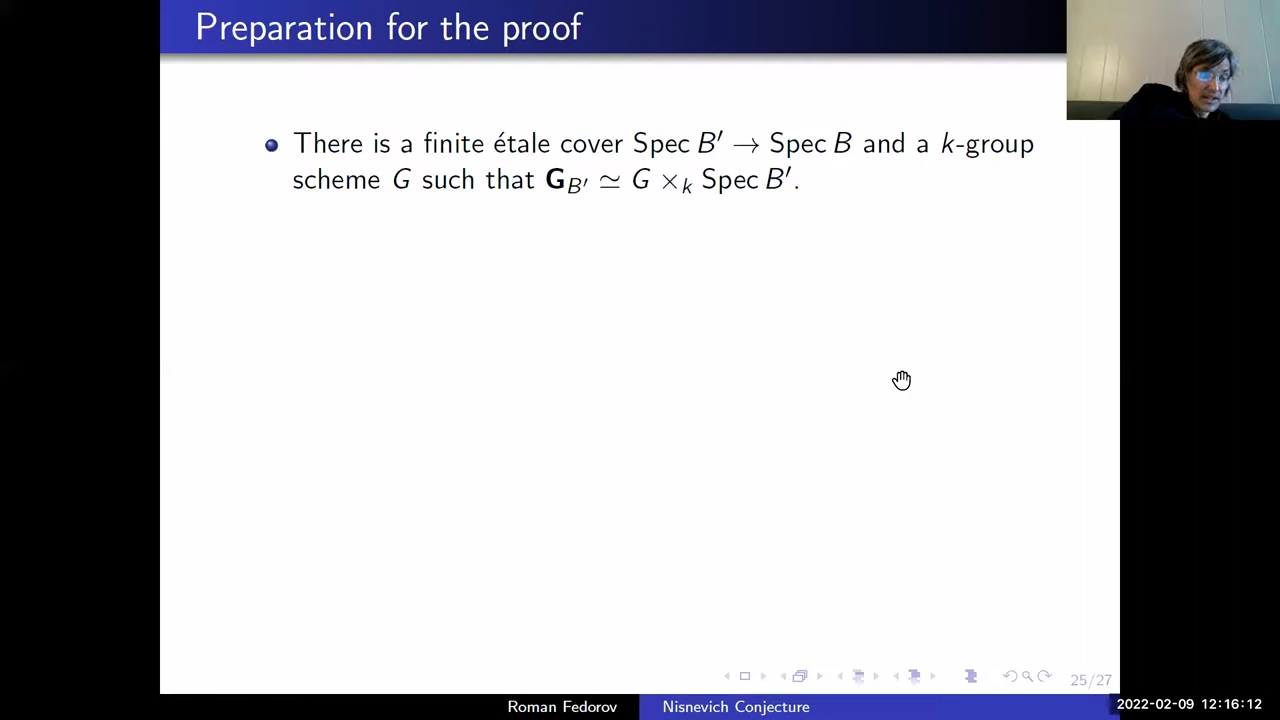 Preparation for the proof
There is a finite étale cover Spec B′ → Spec B and a k-group
scheme G such that G_{B′} ≃ G ×_k Spec B′.
25/27
Roman Fedorov
Nisnevich Conjecture
2022-02-09 12:16:12